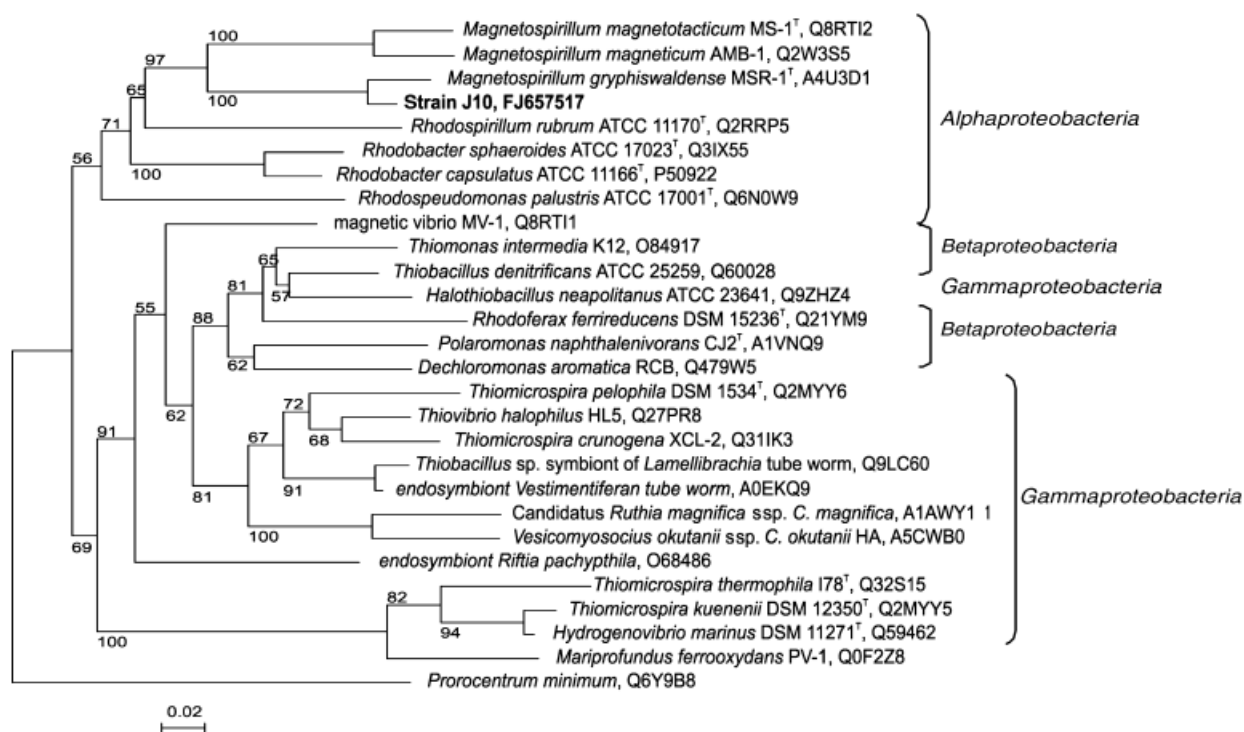 Magnetospirillum magnetotacticum MS-1T, Q8RTI2
100
Magnetospirillum magneticum AMB-1, Q2W3S5
97
Magnetospirillum gryphiswaldense MSR-1T, A4U3D1
65
100
Strain J10, FJ657517
Alphaproteobacteria
71
Rhodospirillum rubrum ATCC 11170T, Q2RRP5
56
Rhodobacter sphaeroides ATCC 17023T, Q3IX55
100
Rhodobacter capsulatus ATCC 11166T, P50922
Rhodospeudomonas palustris ATCC 17001T, Q6N0W9
magnetic vibrio MV-1, Q8RTI1
Thiomonas intermedia K12, O84917
Betaproteobacteria
65
Thiobacillus denitrificans ATCC 25259, Q60028
81
57
Halothiobacillus neapolitanus ATCC 23641, Q9ZHZ4
Gammaproteobacteria
55
88
Rhodoferax ferrireducens DSM 15236T, Q21YM9
Betaproteobacteria
Polaromonas naphthalenivorans CJ2T, A1VNQ9
62
Dechloromonas aromatica RCB, Q479W5
Thiomicrospira pelophila DSM 1534T, Q2MYY6
72
62
Thiovibrio halophilus HL5, Q27PR8
91
67
68
Thiomicrospira crunogena XCL-2, Q31IK3
Thiobacillus sp. symbiont of Lamellibrachia tube worm, Q9LC60
81
91
endosymbiont Vestimentiferan tube worm, A0EKQ9
Gammaproteobacteria
Candidatus Ruthia magnifica ssp. C. magnifica, A1AWY1 1
100
Vesicomyosocius okutanii ssp. C. okutanii HA, A5CWB0
69
endosymbiont Riftia pachypthila, O68486
Thiomicrospira thermophila I78T, Q32S15
82
Thiomicrospira kuenenii DSM 12350T, Q2MYY5
94
100
Hydrogenovibrio marinus DSM 11271T, Q59462
Mariprofundus ferrooxydans PV-1, Q0F2Z8
Prorocentrum minimum, Q6Y9B8
0.02